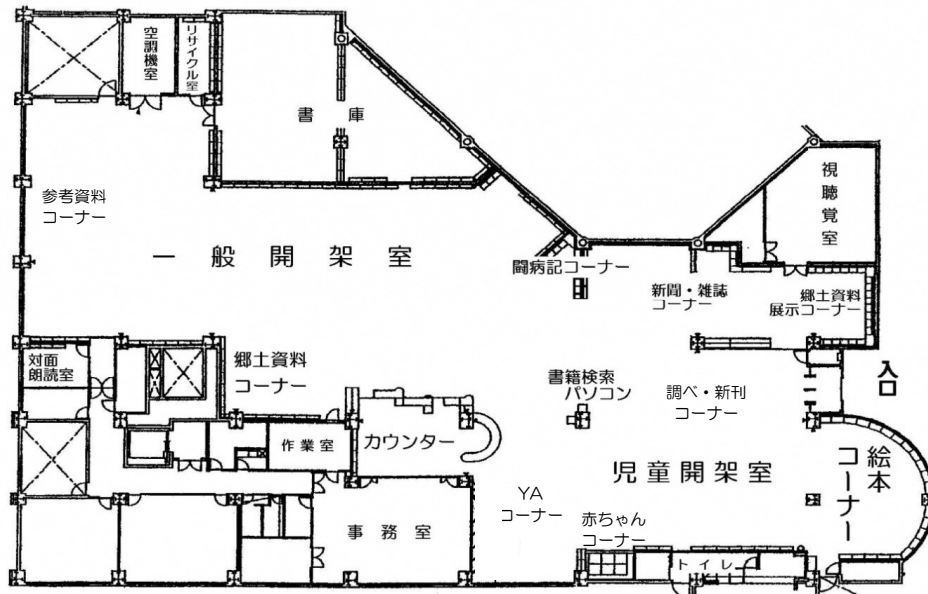 空調機室
リサイクル室
書庫
視聴覚室
参考資料
コーナー
一般開架室
闘病記コーナー
新聞・雑誌
コーナー
郷土資料
展示コーナー
対面
朗読室
郷土資料
コーナー
書籍検索
パソコン
調べ・新刊
コーナー
入口
作業室
カウンター
児童開架室
絵本
コーナー
YA
コーナー
赤ちゃん
コーナー
事務室
トイレ